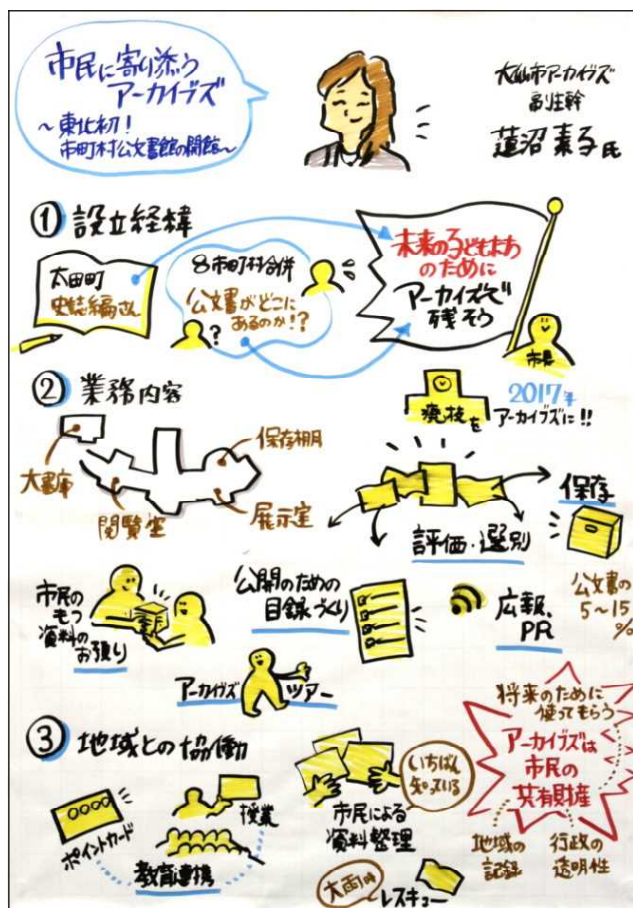 市民に寄り添う
アーカイブズ
～東北初！
市町村公文書館の開館～
大仙市アーカイブズ
副主幹
蓮沼 素子 氏
① 設立経緯
太田町
史誌編さん
8市町村合併
公文書がどこに
あるのか!?
?
未来の子どもたち
のために
アーカイブズで
残そう
市長
② 業務内容
廃校を
2017年
アーカイブズに!!
保存棚
大書庫
閲覧室
展示室
評価・選別
保存
公文書の
5～15
%
市民の
もつ
資料の
お預り
公開のための
目録づくり
広報、
PR
アーカイブズ ツアー
③ 地域との協働
ポイントカード
授業
教育連携
市民による
資料整理
いちばん
知っている
大雨時
レスキュー
将来のために
使ってもらう
アーカイブズは
市民の
共有財産
地域の
記録
行政の
透明性